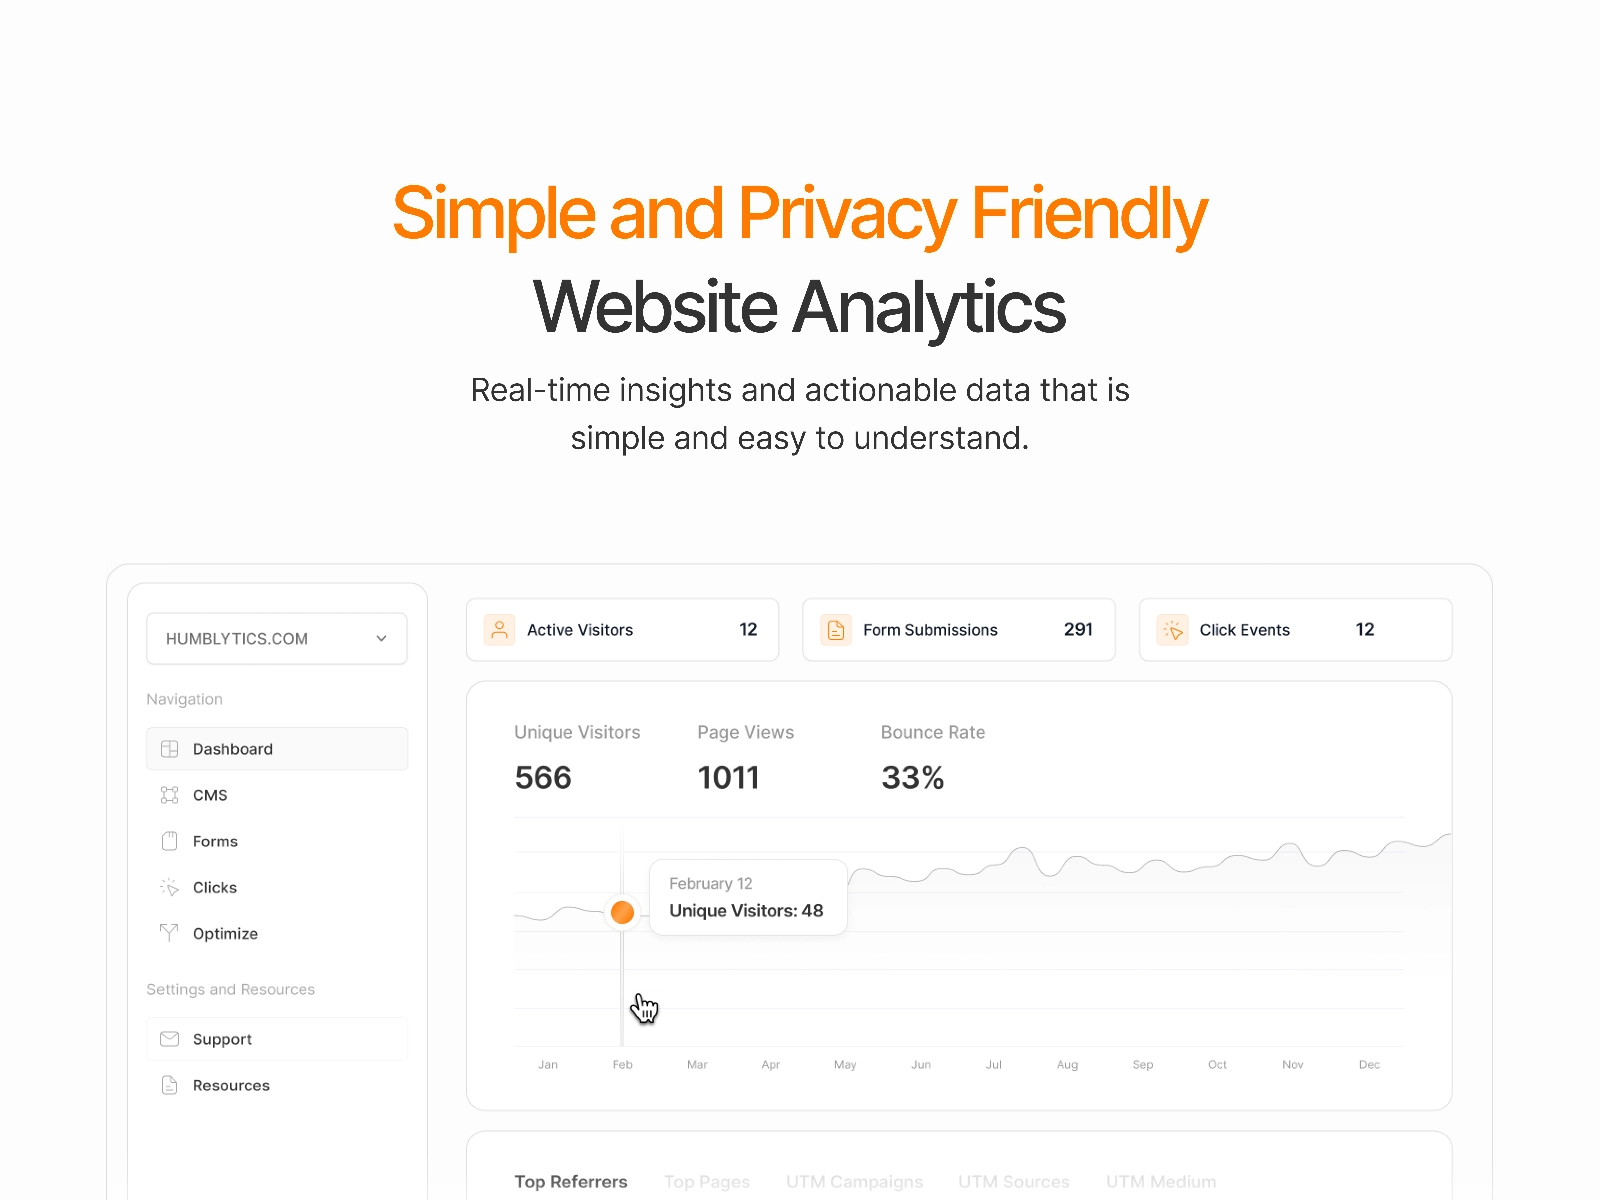 Simple and Privacy Friendly
Website Analytics
Real-time insights and actionable data that is
simple and easy to understand.
HUMBLYTICS.COM
Navigation
Dashboard
CMS
Forms
Clicks
Optimize
Settings and Resources
Support
Resources
Active Visitors 12
Form Submissions 291
Click Events 12
Unique Visitors Page Views Bounce Rate
566 1011 33%
February 12
Unique Visitors: 48
Jan Feb Mar Apr May Jun Jul Aug Sep Oct Nov Dec
Top Referrers Top Pages UTM Campaigns UTM Sources UTM Medium